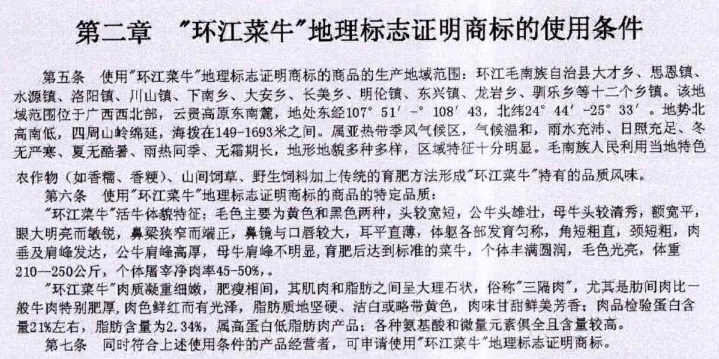 第二章　"环江菜牛"地理标志证明商标的使用条件
第五条　使用"环江菜牛"地理标志证明商标的商品的生产地域范围：环江毛南族自治县大才乡、思恩镇、
水源镇、洛阳镇、川山镇、下南乡、大安乡、长美乡、明伦镇、东兴镇、龙岩乡、驯乐乡等十二个乡镇。该地
域范围位于广西西北部，云贵高原东南麓，地处东经107°51′-°108′43，北纬24°44′-25°33′。地势北
高南低，四周山岭绵延，海拨在149-1693米之间。属亚热带季风气候区，气候温和，雨水充沛、日照充足、冬
无严寒、夏无酷暑、雨热同季、无霜期长，地形地貌多种多样，区域特征十分明显。毛南族人民利用当地特色
农作物（如香糯、香粳）、山间饲草、野生饲料加上传统的育肥方法形成"环江菜牛"特有的品质风味。
第六条　使用"环江菜牛"地理标志证明商标的商品的特定品质：
"环江菜牛"活牛体貌特征：毛色主要为黄色和黑色两种，头较宽短，公牛头雄壮，母牛头较清秀，额宽平，
眼大明亮而敏锐，鼻梁狭窄而端正，鼻镜与口唇较大，耳平直薄，体躯各部发育匀称，角短粗直，颈短粗，肉
垂及肩峰发达，公牛肩峰高厚，母牛肩峰不明显,育肥后达到标准的菜牛，个体丰满圆润，毛色光亮，体重
210—250公斤，个体屠宰净肉率45-50%,。
"环江菜牛"肉质凝重细嫩，肥瘦相间，其肌肉和脂肪之间呈大理石状，俗称"三隔肉"，尤其是肋间肉比一
般牛肉特别肥厚,肉色鲜红而有光泽，脂肪质地坚硬、洁白或略带黄色，肉味甘甜鲜美芳香；肉品检验蛋白含
量21%左右，脂肪含量为2.34%，属高蛋白低脂肪肉产品；各种氨基酸和微量元素俱全且含量较高。
第七条　同时符合上述使用条件的产品经营者，可申请使用"环江菜牛"地理标志证明商标。